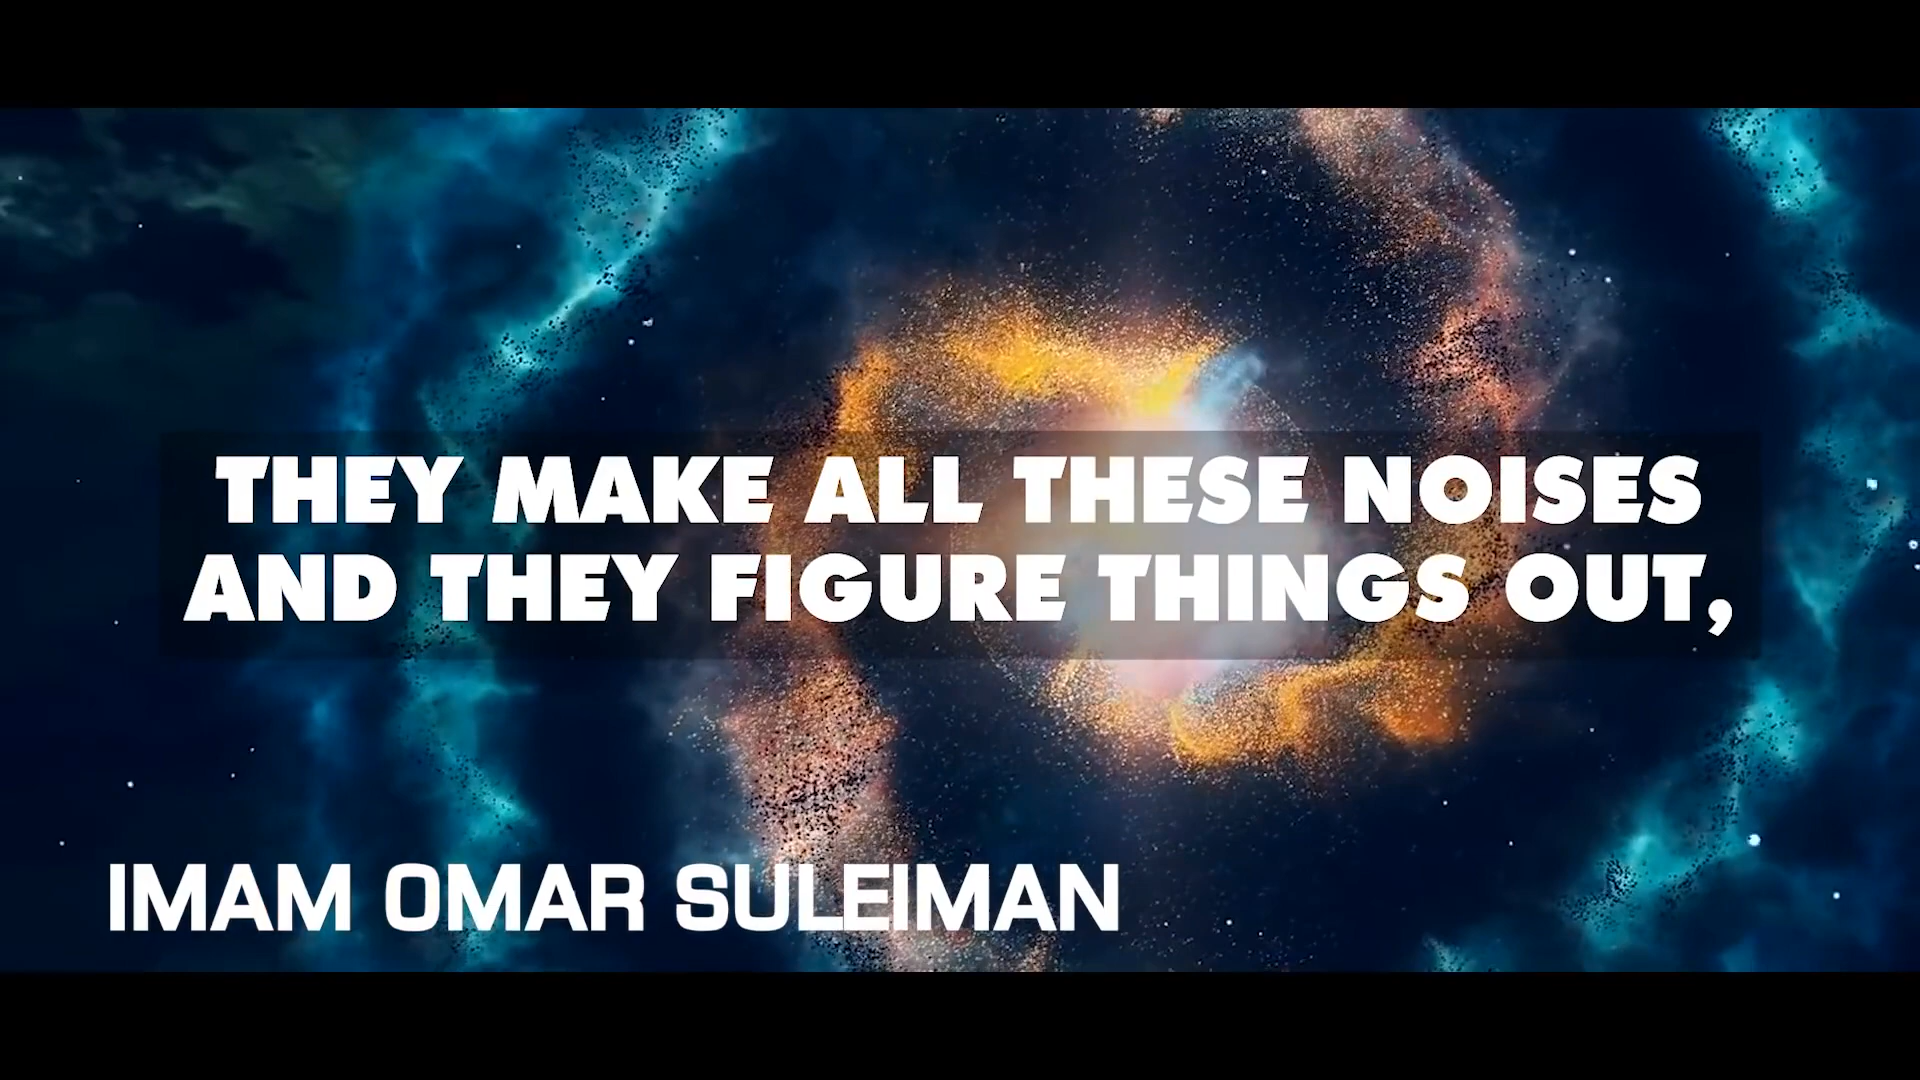 THEY MAKE ALL THESE NOISES
AND THEY FIGURE THINGS OUT,
IMAM OMAR SULEIMAN